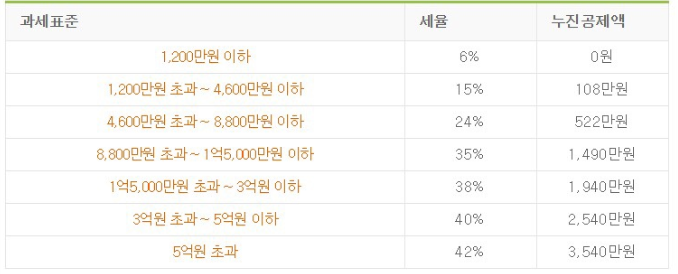 과세표준 세율 누진공제액
1,200만원 이하 6% 0원
1,200만원 초과 ~ 4,600만원 이하 15% 108만원
4,600만원 초과 ~ 8,800만원 이하 24% 522만원
8,800만원 초과 ~ 1억5,000만원 이하 35% 1,490만원
1억5,000만원 초과 ~ 3억원 이하 38% 1,940만원
3억원 초과 ~ 5억원 이하 40% 2,540만원
5억원 초과 42% 3,540만원